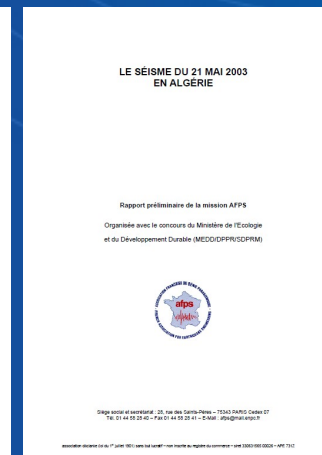 LE SÉISME DU 21 MAI 2003
EN ALGÉRIE
Rapport préliminaire de la mission AFPS
Organisée avec le concours du Ministère de l'Ecologie
et du Développement Durable (MEDD/DPPR/SDPRM)
afps
Siège social et secrétariat : 28, rue des Saints-Pères – 75343 PARIS Cedex 07
Tél. 01 44 58 28 40 – Fax 01 44 58 28 41 – E-Mail : afps@mail.enpc.fr